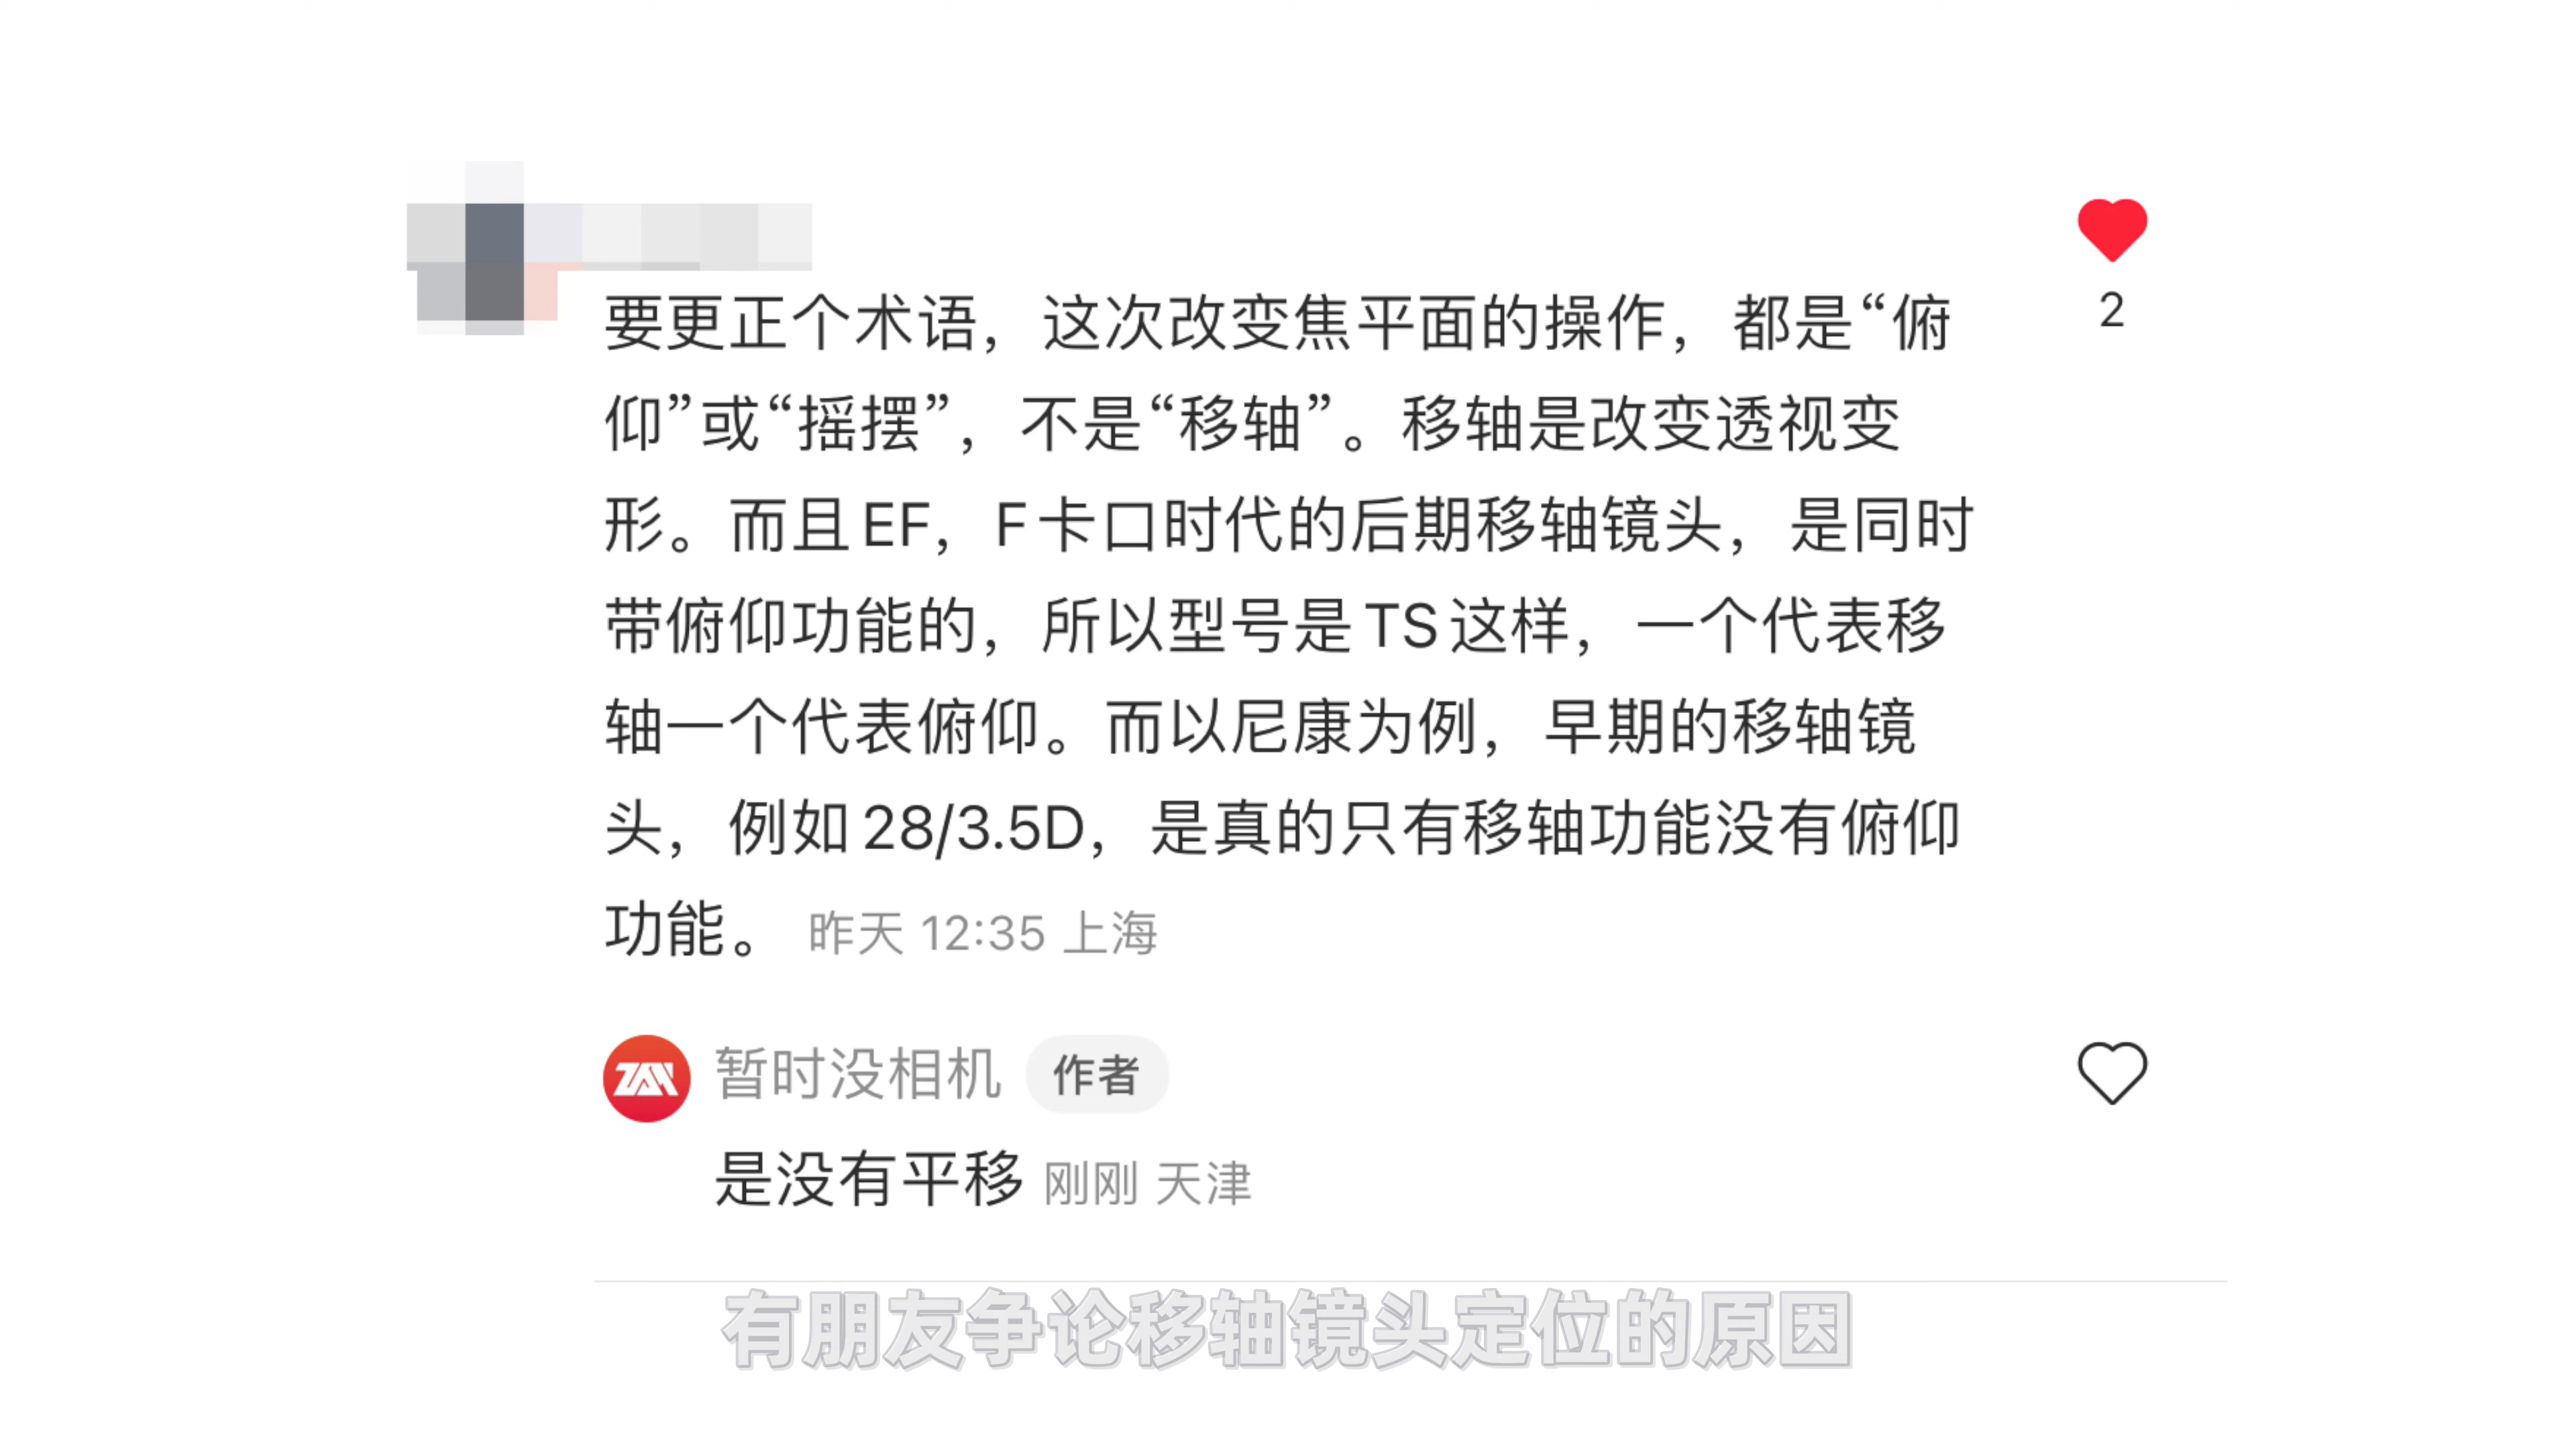 要更正个术语，这次改变焦平面的操作，都是“俯
仰”或“摇摆”，不是“移轴”。移轴是改变透视变
形。而且EF，F卡口时代的后期移轴镜头，是同时
带俯仰功能的，所以型号是TS这样，一个代表移
轴一个代表俯仰。而以尼康为例，早期的移轴镜
头，例如28/3.5D，是真的只有移轴功能没有俯仰
功能。 昨天 12:35 上海
2
暂时没相机 作者
是没有平移 刚刚 天津
有朋友争论移轴镜头定位的原因